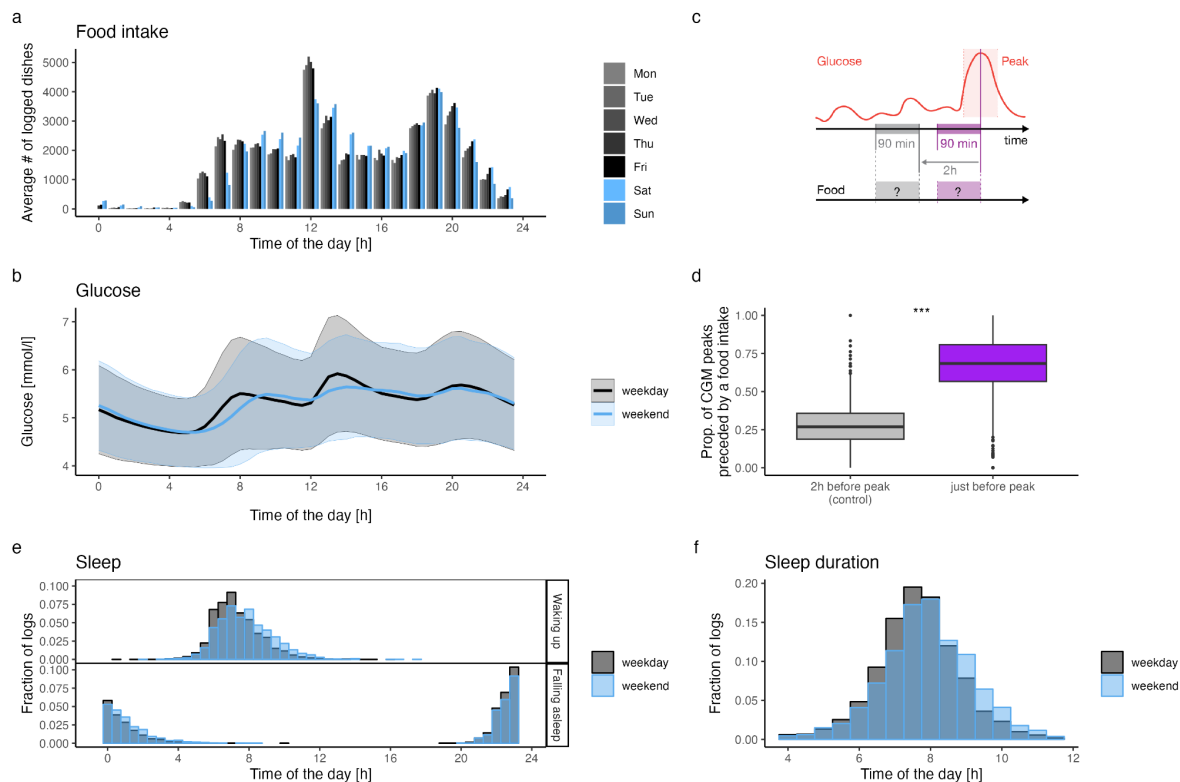 a
Food intake
Average # of logged dishes
5000
4000
3000
2000
1000
0
0
4
8
12
16
20
24
Time of the day [h]
Mon
Tue
Wed
Thu
Fri
Sat
Sun
c
Glucose
Peak
time
90 min
90 min
2h
Food
?
?
b
Glucose
Glucose [mmol/l]
7
6
5
4
0
4
8
12
16
20
24
Time of the day [h]
weekday
weekend
d
Prop. of CGM peaks
preceded by a food intake
1.00
0.75
0.50
0.25
0.00
***
2h before peak
(control)
just before peak
e
Sleep
Fraction of logs
0.100
0.075
0.050
0.025
0.000
Waking up
0.100
0.075
0.050
0.025
0.000
Falling asleep
0
4
8
12
16
20
24
Time of the day [h]
weekday
weekend
f
Sleep duration
Fraction of logs
0.20
0.15
0.10
0.05
0.00
4
6
8
10
12
Time of the day [h]
weekday
weekend